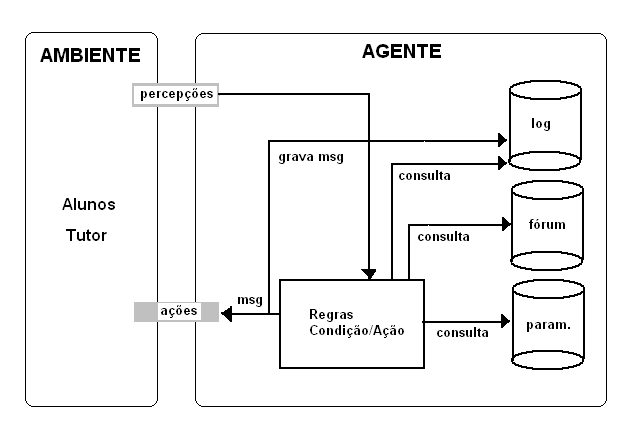 AMBIENTE
AGENTE
percepções
log
grava msg
consulta
Alunos
Tutor
fórum
consulta
msg
ações
Regras
Condição/Ação
consulta
param.